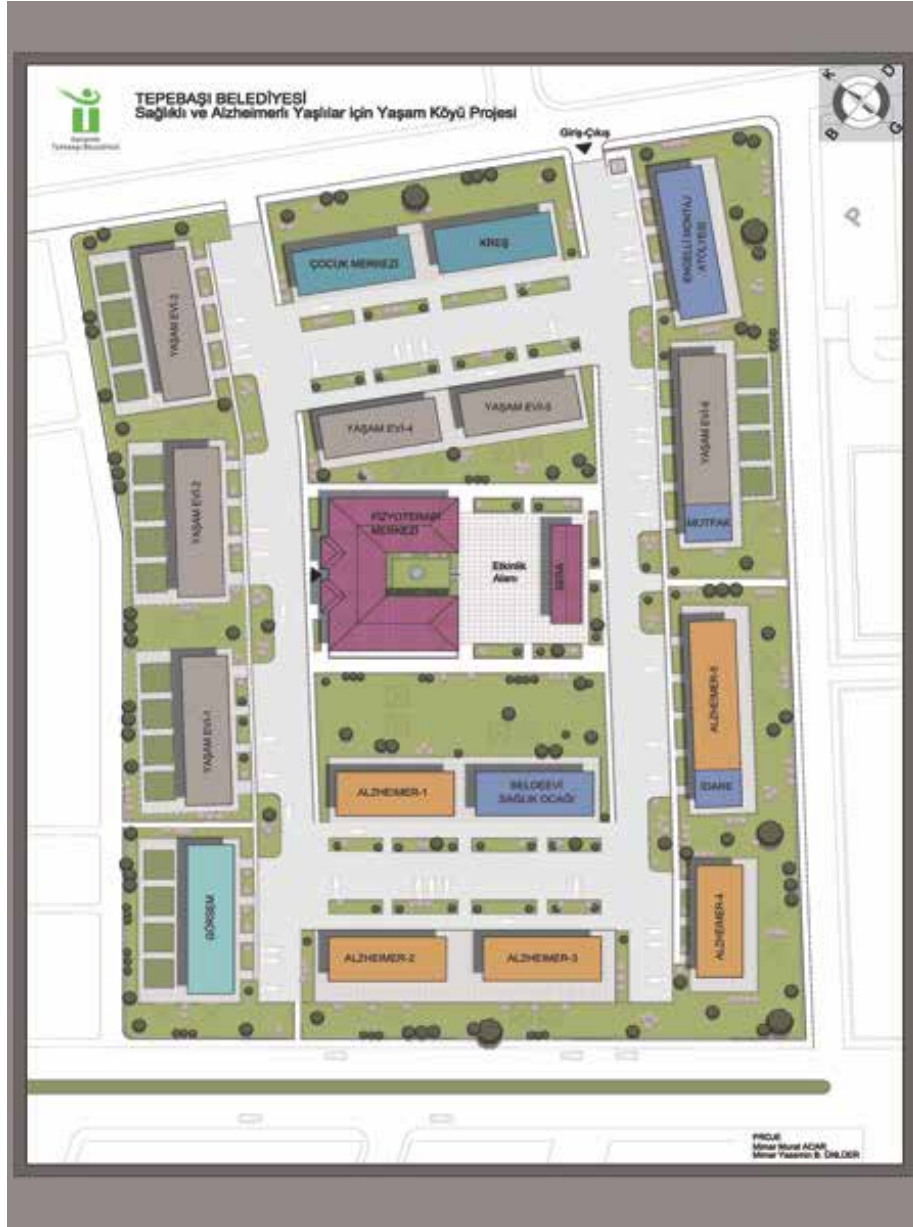 TEPEBAŞI BELEDİYESİ
Sağlıklı ve Alzheimerlı Yaşlılar için Yaşam Köyü Projesi
Tepebaşı Belediyesi
K
D
B
G
Giriş-Çıkış
P
ÇOCUK MERKEZİ
KREŞ
ENGELLİ MONTAJ
ATÖLYESİ
YAŞAM EVİ-3
YAŞAM EVİ-4
YAŞAM EVİ-5
YAŞAM EVİ-6
MUTFAK
YAŞAM EVİ-2
FİZYOTERAPİ
MERKEZİ
Etkinlik
Alanı
SERA
YAŞAM EVİ-1
ALZHEIMER-5
İDARE
ALZHEIMER-1
BELDEEVİ
SAĞLIK OCAĞI
GÖRSEM
ALZHEIMER-2
ALZHEIMER-3
ALZHEIMER-4
PROJE
Mimar Murat ACAR
Mimar Yasemin B. ÜNLÜER